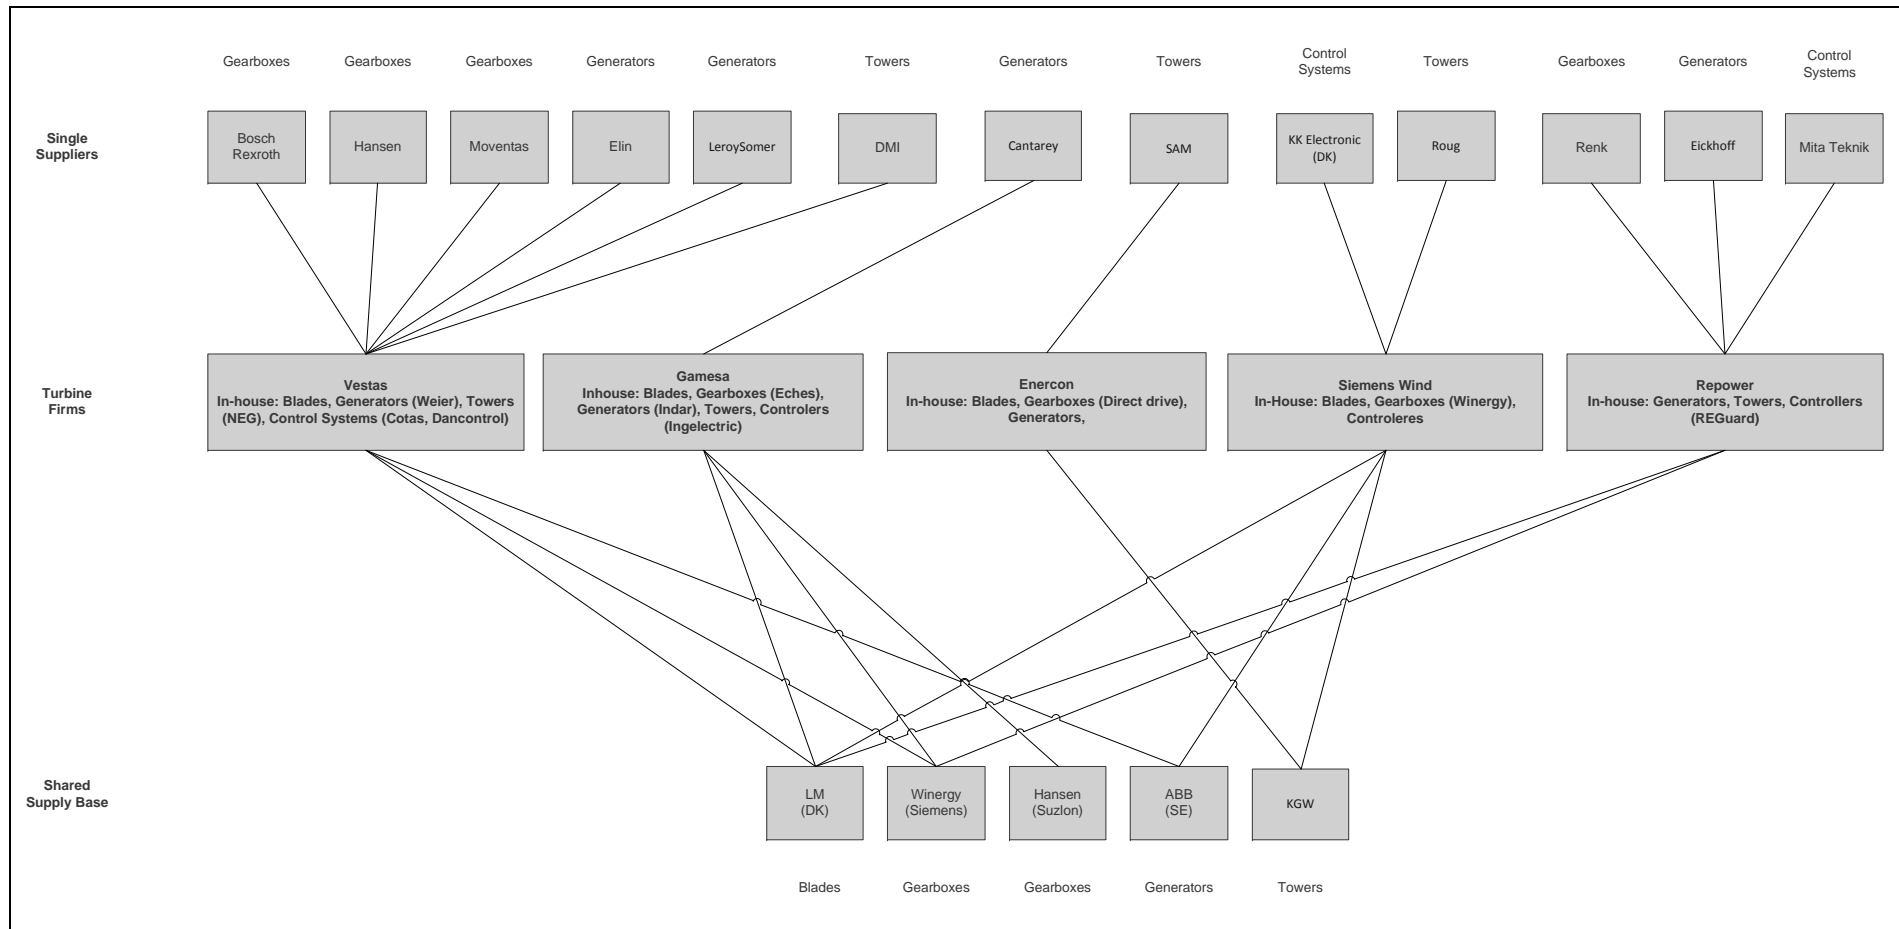 Gearboxes
Gearboxes
Gearboxes
Generators
Generators
Towers
Generators
Towers
Control
Systems
Towers
Gearboxes
Generators
Control
Systems
Single
Suppliers
Bosch
Rexroth
Hansen
Moventas
Elin
LeroySomer
DMI
Cantarey
SAM
KK Electronic
(DK)
Roug
Renk
Eickhoff
Mita Teknik
Turbine
Firms
Vestas
In-house: Blades, Generators (Weier), Towers
(NEG), Control Systems (Cotas, Dancontrol)
Gamesa
Inhouse: Blades, Gearboxes (Eches),
Generators (Indar), Towers, Controlers
(Ingelectric)
Enercon
In-house: Blades, Gearboxes (Direct drive),
Generators,
Siemens Wind
In-House: Blades, Gearboxes (Winergy),
Controleres
Repower
In-house: Generators, Towers, Controllers
(REGuard)
Shared
Supply Base
LM
(DK)
Winergy
(Siemens)
Hansen
(Suzlon)
ABB
(SE)
KGW
Blades
Gearboxes
Gearboxes
Generators
Towers